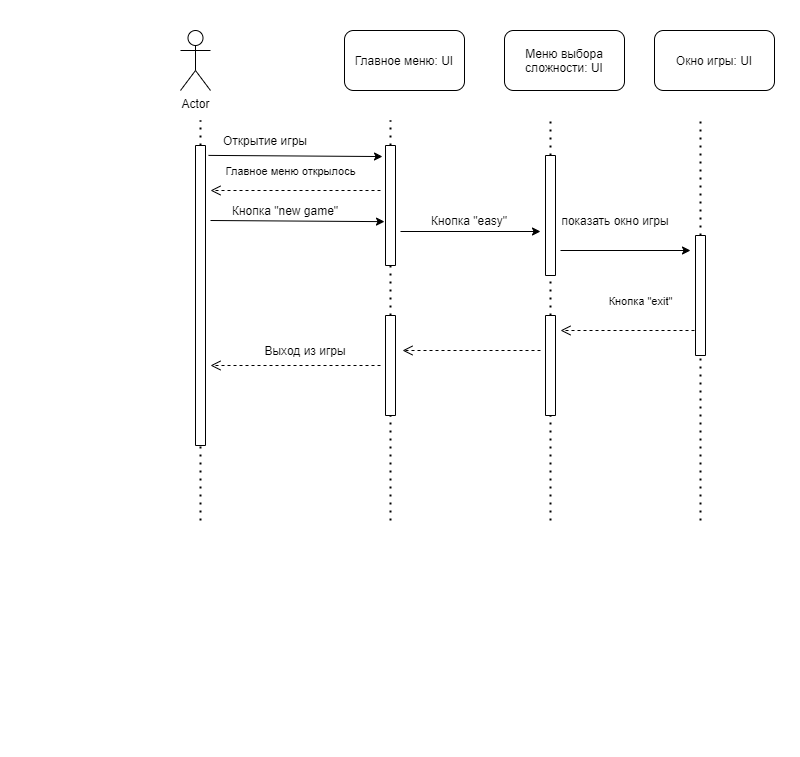 Actor
Главное меню: UI
Меню выбора
сложности: UI
Окно игры: UI
Открытие игры
Главное меню открылось
Кнопка "new game"
Кнопка "easy"
показать окно игры
Кнопка "exit"
Выход из игры